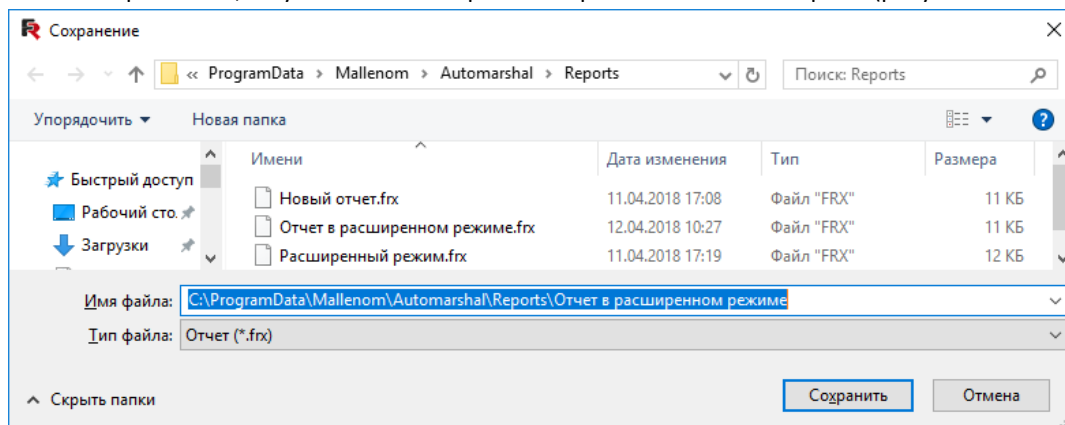 Сохранение
« ProgramData › Mallenom › Automarshal › Reports
Поиск: Reports
Упорядочить
Новая папка
Имени Дата изменения Тип Размера
Быстрый доступ
Рабочий сто.
Загрузки
Новый отчет.frx 11.04.2018 17:08 Файл "FRX" 11 КБ
Отчет в расширенном режиме.frx 12.04.2018 10:27 Файл "FRX" 11 КБ
Расширенный режим.frx 11.04.2018 17:19 Файл "FRX" 12 КБ
Имя файла: C:\ProgramData\Mallenom\Automarshal\Reports\Отчет в расширенном режиме
Тип файла: Отчет (*.frx)
Скрыть папки
Сохранить
Отмена